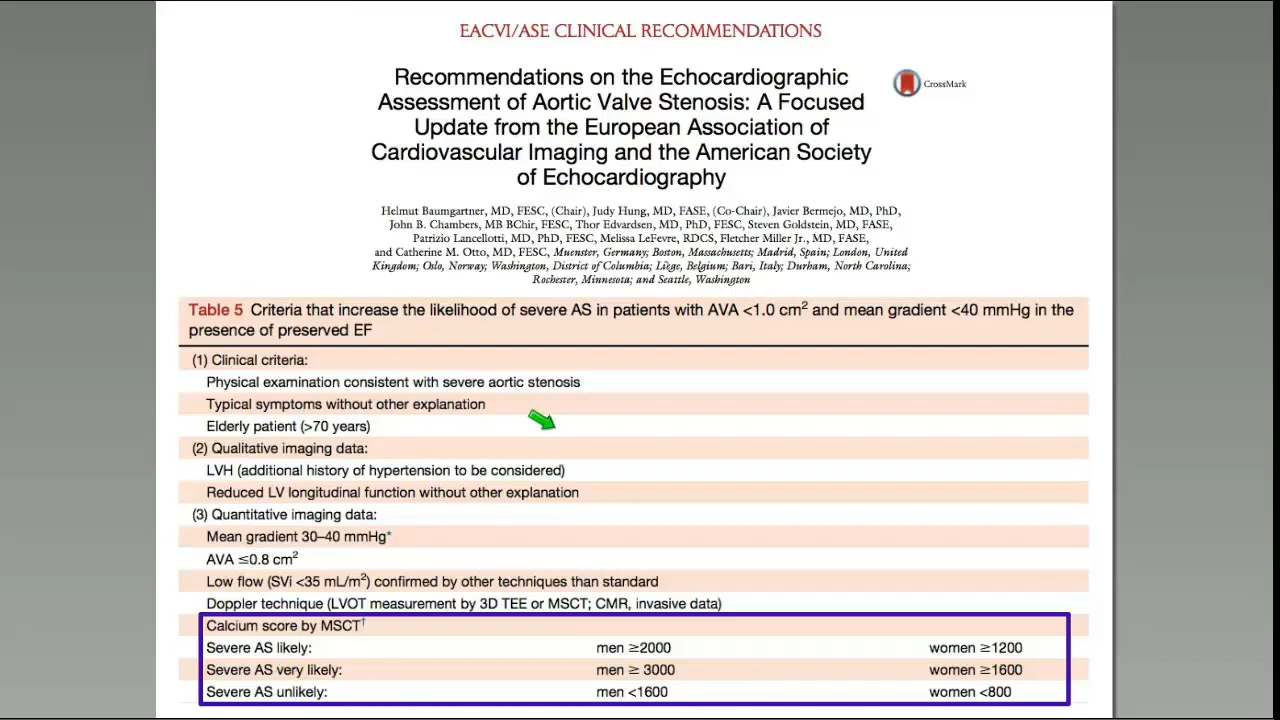 EACVI/ASE CLINICAL RECOMMENDATIONS
Recommendations on the Echocardiographic
Assessment of Aortic Valve Stenosis: A Focused
Update from the European Association of
Cardiovascular Imaging and the American Society
of Echocardiography
CrossMark
Helmut Baumgartner, MD, FESC, (Chair), Judy Hung, MD, FASE, (Co-Chair), Javier Bermejo, MD, PhD,
John B. Chambers, MB BChir, FESC, Thor Edvardsen, MD, PhD, FESC, Steven Goldstein, MD, FASE,
Patrizio Lancellotti, MD, PhD, FESC, Melissa LeFevre, RDCS, Fletcher Miller Jr., MD, FASE,
and Catherine M. Otto, MD, FESC, Muenster, Germany; Boston, Massachusetts; Madrid, Spain; London, United
Kingdom; Oslo, Norway; Washington, District of Columbia; Liège, Belgium; Bari, Italy; Durham, North Carolina;
Rochester, Minnesota; and Seattle, Washington
Table 5 Criteria that increase the likelihood of severe AS in patients with AVA <1.0 cm² and mean gradient <40 mmHg in the
presence of preserved EF
(1) Clinical criteria:
Physical examination consistent with severe aortic stenosis
Typical symptoms without other explanation
Elderly patient (>70 years)
(2) Qualitative imaging data:
LVH (additional history of hypertension to be considered)
Reduced LV longitudinal function without other explanation
(3) Quantitative imaging data:
Mean gradient 30–40 mmHg*
AVA ≤0.8 cm²
Low flow (SVi <35 mL/m²) confirmed by other techniques than standard
Doppler technique (LVOT measurement by 3D TEE or MSCT; CMR, invasive data)
Calcium score by MSCT†
Severe AS likely: men ≥2000 women ≥1200
Severe AS very likely: men ≥ 3000 women ≥1600
Severe AS unlikely: men <1600 women <800